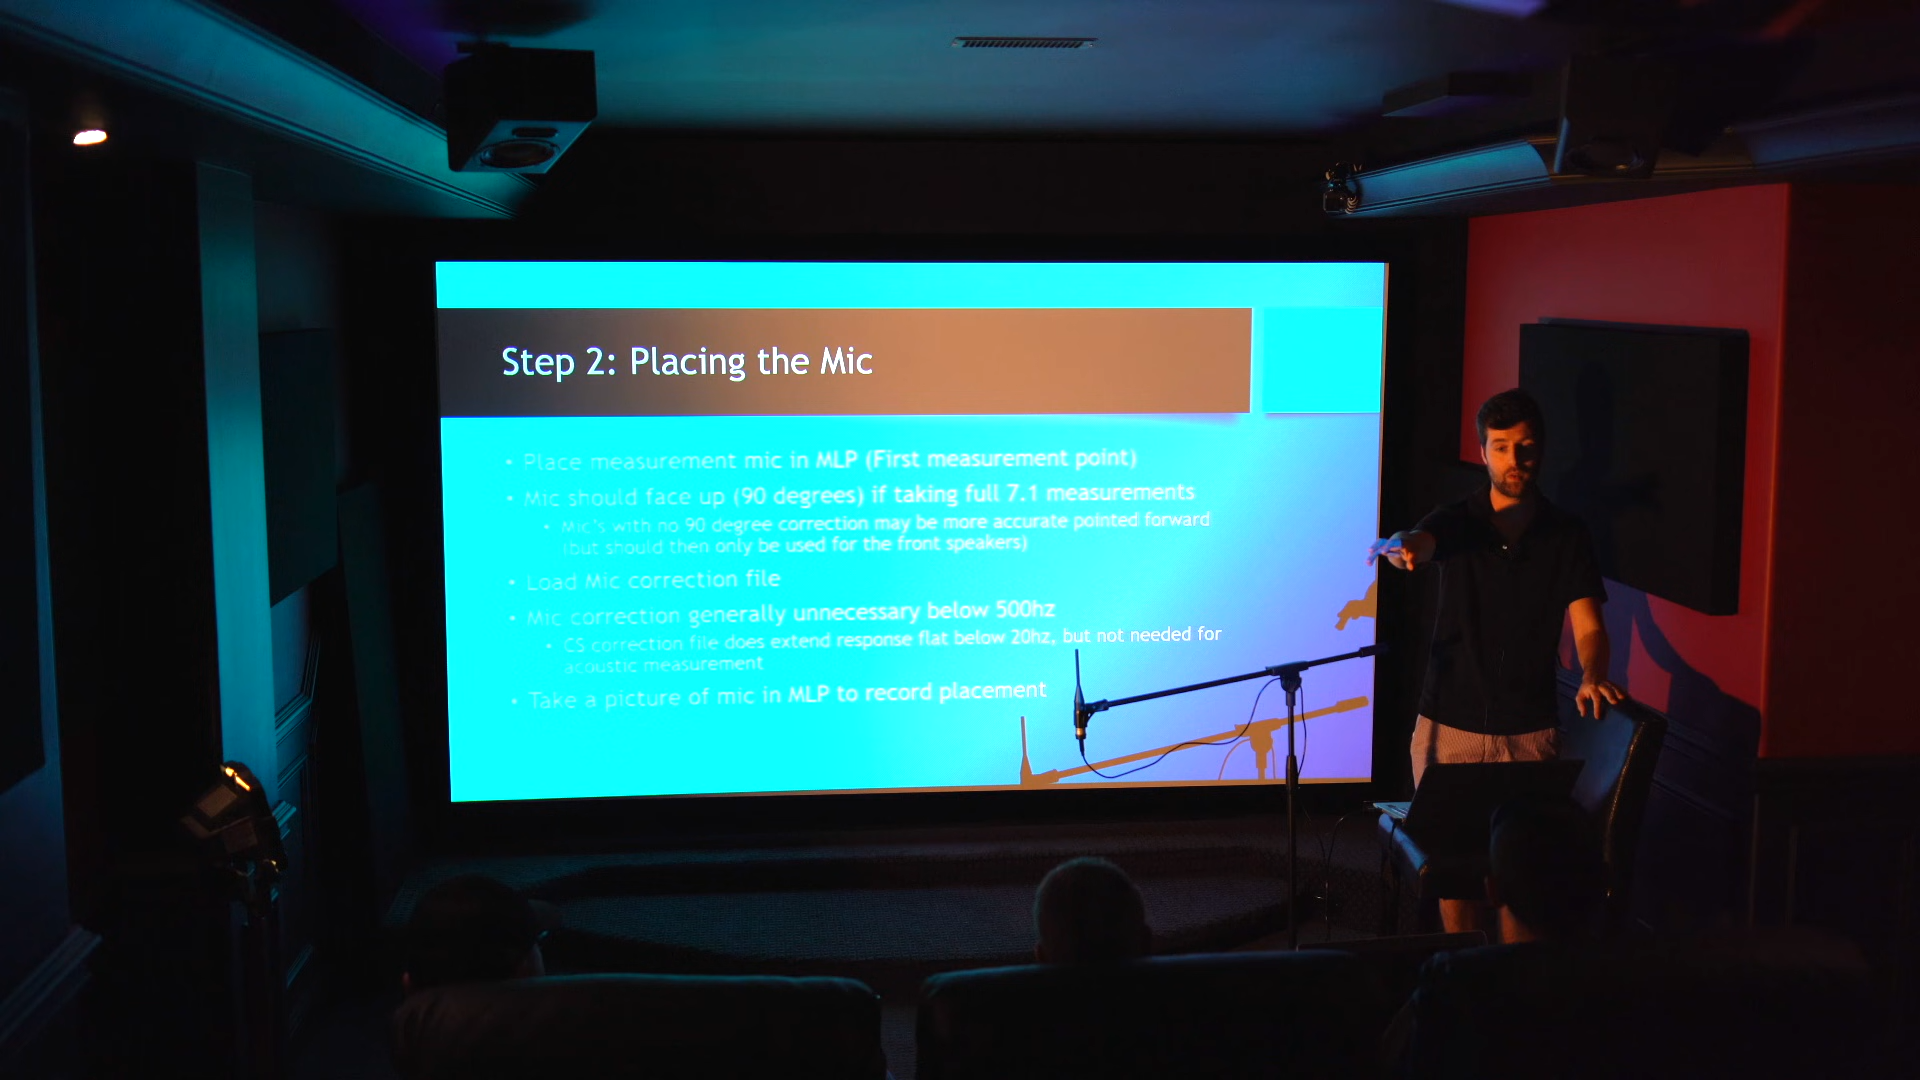 Step 2: Placing the Mic
• Place measurement mic in MLP (First measurement point)
• Mic should face up (90 degrees) if taking full 7.1 measurements
• Mic's with no 90 degree correction may be more accurate pointed forward
(but should then only be used for the front speakers)
• Load Mic correction file
• Mic correction generally unnecessary below 500hz
• CS correction file does extend response flat below 20hz, but not needed for
acoustic measurement
• Take a picture of mic in MLP to record placement